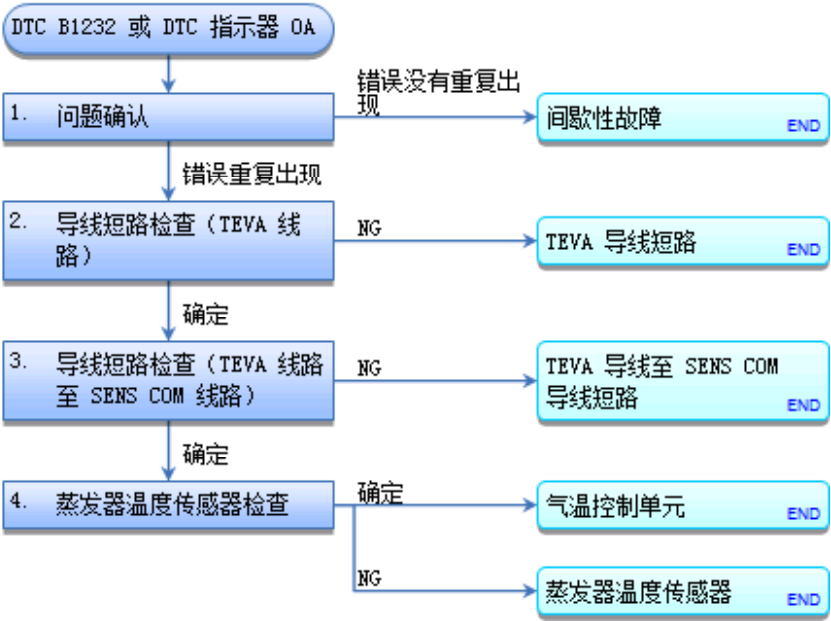 DTC B1232 或 DTC 指示器 0A
错误没有重复出
现
1. 问题确认
间歇性故障
END
错误重复出现
2. 导线短路检查（TEVA 线
路）
NG
TEVA 导线短路
END
确定
3. 导线短路检查（TEVA 线路
至 SENS COM 线路）
NG
TEVA 导线至 SENS COM
导线短路
END
确定
4. 蒸发器温度传感器检查
确定
气温控制单元
END
NG
蒸发器温度传感器
END